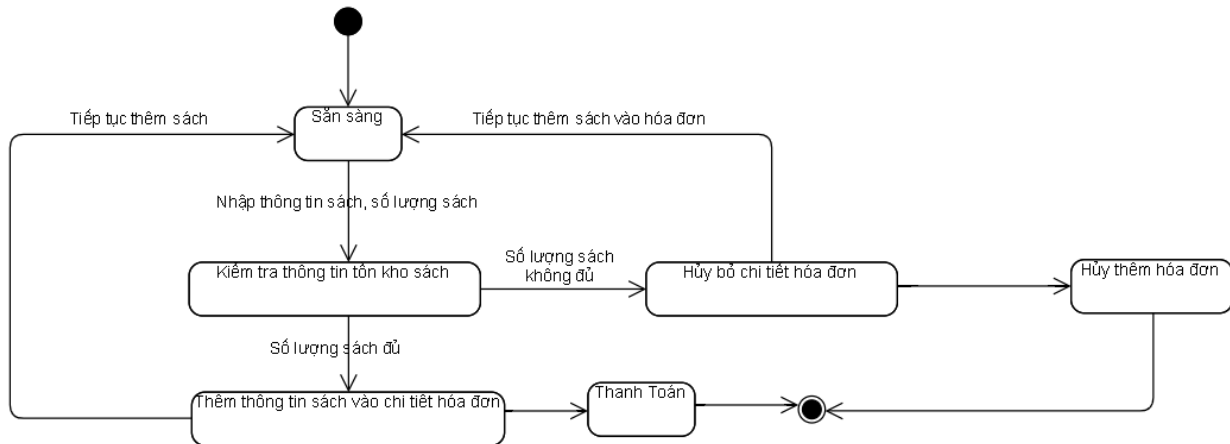 Sẵn sàng
Tiếp tục thêm sách
Tiếp tục thêm sách vào hóa đơn
Nhập thông tin sách, số lượng sách
Kiểm tra thông tin tồn kho sách
Số lượng sách
không đủ
Hủy bỏ chi tiết hóa đơn
Hủy thêm hóa đơn
Số lượng sách đủ
Thêm thông tin sách vào chi tiết hóa đơn
Thanh Toán